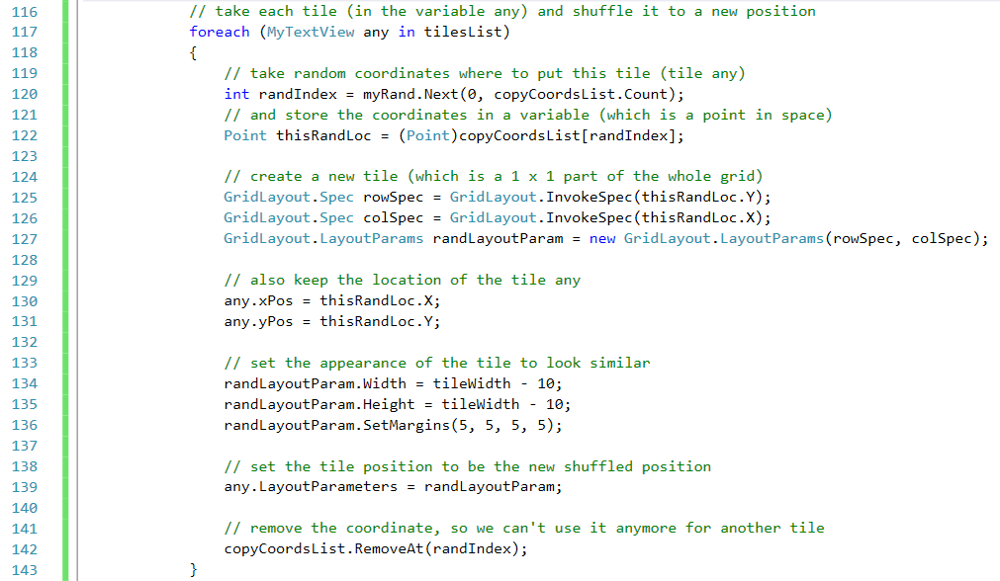 116 // take each tile (in the variable any) and shuffle it to a new position
117 foreach (MyTextView any in tilesList)
118 {
119 // take random coordinates where to put this tile (tile any)
120 int randIndex = myRand.Next(0, copyCoordsList.Count);
121 // and store the coordinates in a variable (which is a point in space)
122 Point thisRandLoc = (Point)copyCoordsList[randIndex];
123
124 // create a new tile (which is a 1 x 1 part of the whole grid)
125 GridLayout.Spec rowSpec = GridLayout.InvokeSpec(thisRandLoc.Y);
126 GridLayout.Spec colSpec = GridLayout.InvokeSpec(thisRandLoc.X);
127 GridLayout.LayoutParams randLayoutParam = new GridLayout.LayoutParams(rowSpec, colSpec);
128
129 // also keep the location of the tile any
130 any.xPos = thisRandLoc.X;
131 any.yPos = thisRandLoc.Y;
132
133 // set the appearance of the tile to look similar
134 randLayoutParam.Width = tileWidth - 10;
135 randLayoutParam.Height = tileWidth - 10;
136 randLayoutParam.SetMargins(5, 5, 5, 5);
137
138 // set the tile position to be the new shuffled position
139 any.LayoutParameters = randLayoutParam;
140
141 // remove the coordinate, so we can't use it anymore for another tile
142 copyCoordsList.RemoveAt(randIndex);
143 }